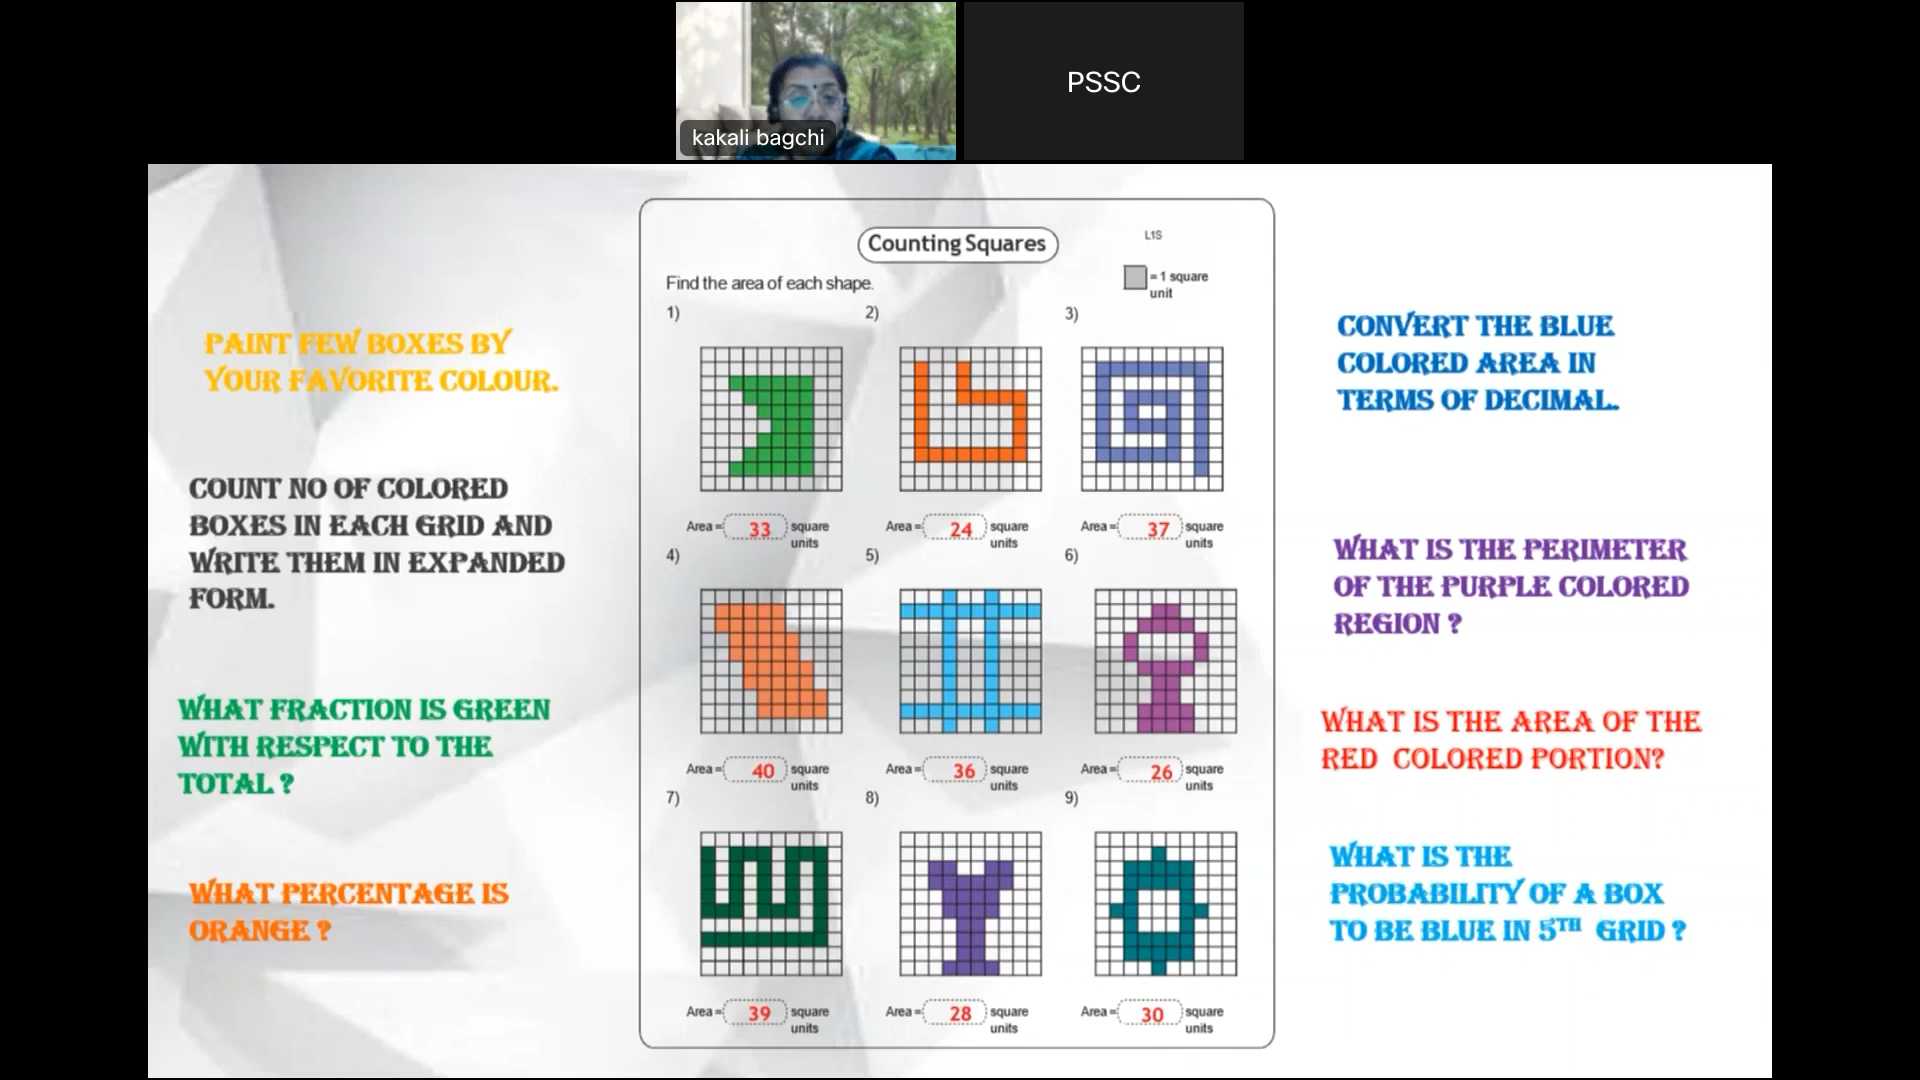 kakali bagchi
PSSC
PAINT FEW BOXES BY
YOUR FAVORITE COLOUR.
COUNT NO OF COLORED
BOXES IN EACH GRID AND
WRITE THEM IN EXPANDED
FORM.
WHAT FRACTION IS GREEN
WITH RESPECT TO THE
TOTAL ?
WHAT PERCENTAGE IS
ORANGE ?
Counting Squares
L1S
Find the area of each shape.
= 1 square
unit
1)
2)
3)
Area = 33 square
units
Area = 24 square
units
Area = 37 square
units
4)
5)
6)
Area = 40 square
units
Area = 36 square
units
Area = 26 square
units
7)
8)
9)
Area = 39 square
units
Area = 28 square
units
Area = 30 square
units
CONVERT THE BLUE
COLORED AREA IN
TERMS OF DECIMAL.
WHAT IS THE PERIMETER
OF THE PURPLE COLORED
REGION ?
WHAT IS THE AREA OF THE
RED COLORED PORTION?
WHAT IS THE
PROBABILITY OF A BOX
TO BE BLUE IN 5TH GRID ?